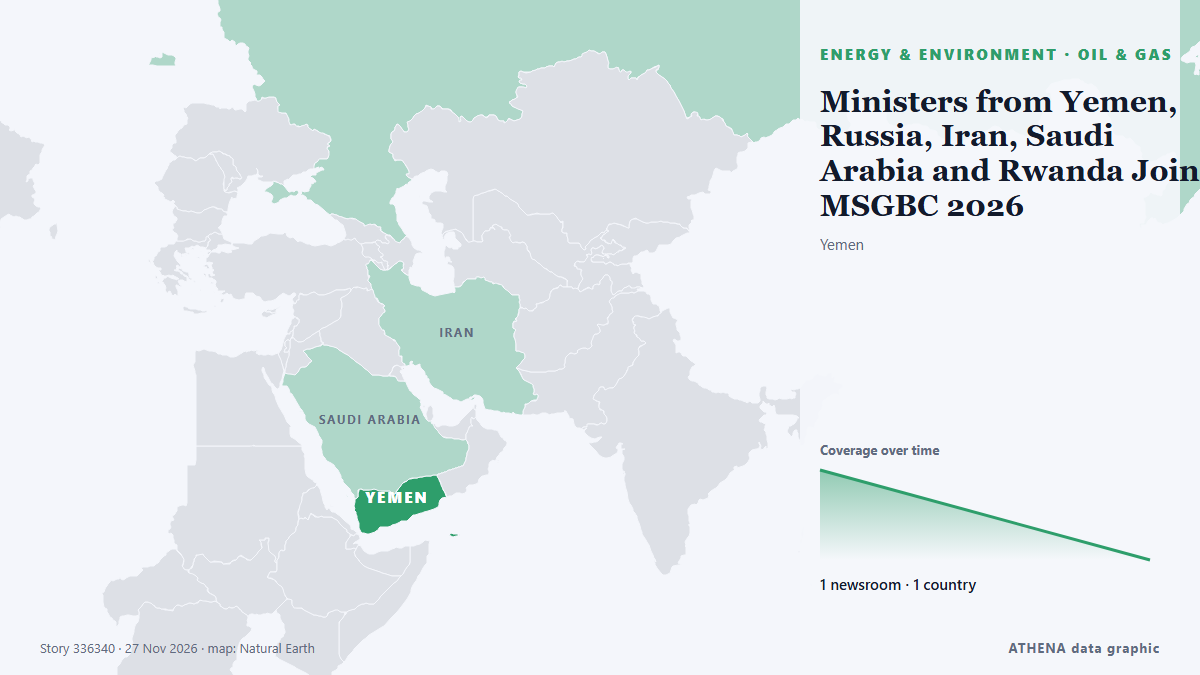 ENERGY & ENVIRONMENT · OIL & GAS
Ministers from Yemen,
Russia, Iran, Saudi
Arabia and Rwanda Join
MSGBC 2026
Yemen
IRAN
SAUDI ARABIA
YEMEN
Coverage over time
1 newsroom · 1 country
Story 336340 · 27 Nov 2026 · map: Natural Earth
ATHENA data graphic